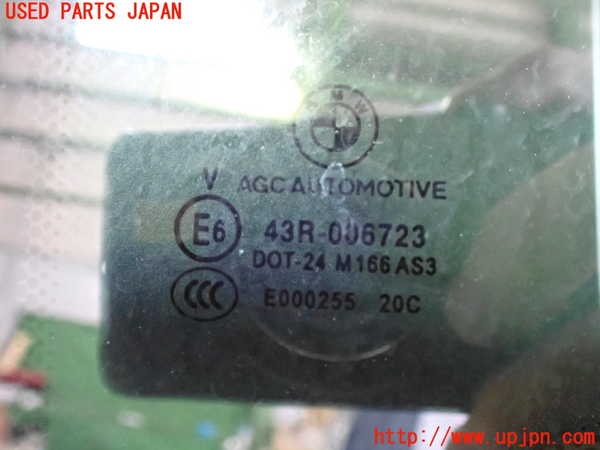 USED PARTS JAPAN
BMW
V AGC AUTOMOTIVE
E6 43R-006723
DOT-24 M166 AS3
CCC E000255 20C
http://www.upjpn.com